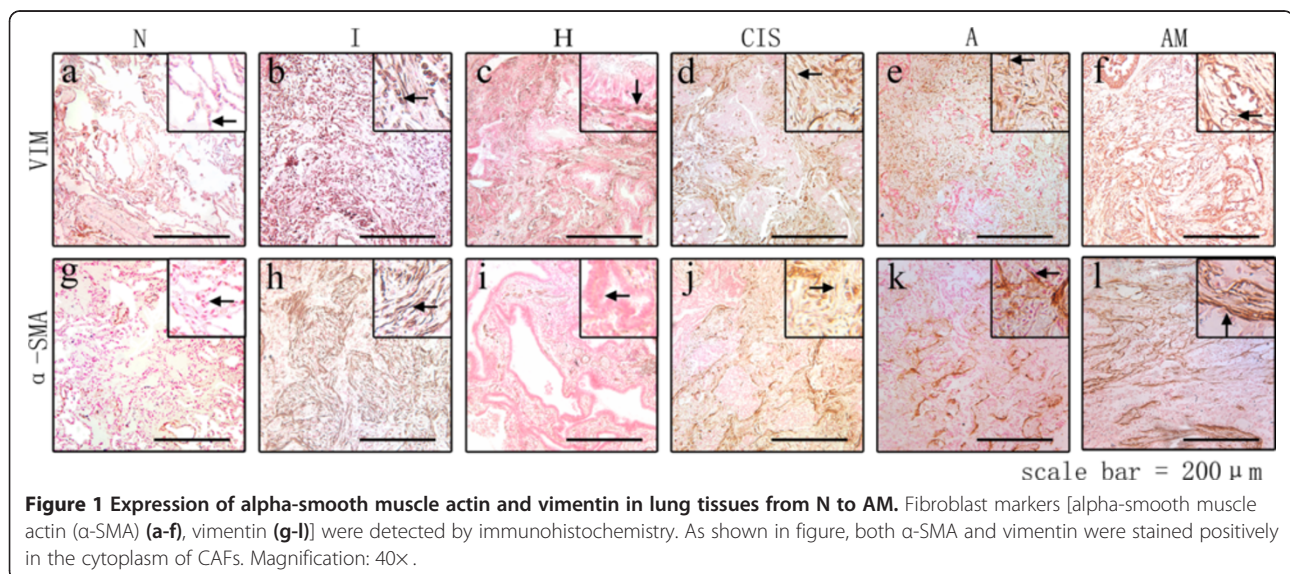 N I H CIS A AM
VIM a b c d e f
α-SMA g h i j k l
scale bar = 200 μm
Figure 1 Expression of alpha-smooth muscle actin and vimentin in lung tissues from N to AM. Fibroblast markers [alpha-smooth muscle
actin (α-SMA) (a-f), vimentin (g-l)] were detected by immunohistochemistry. As shown in figure, both α-SMA and vimentin were stained positively
in the cytoplasm of CAFs. Magnification: 40×.